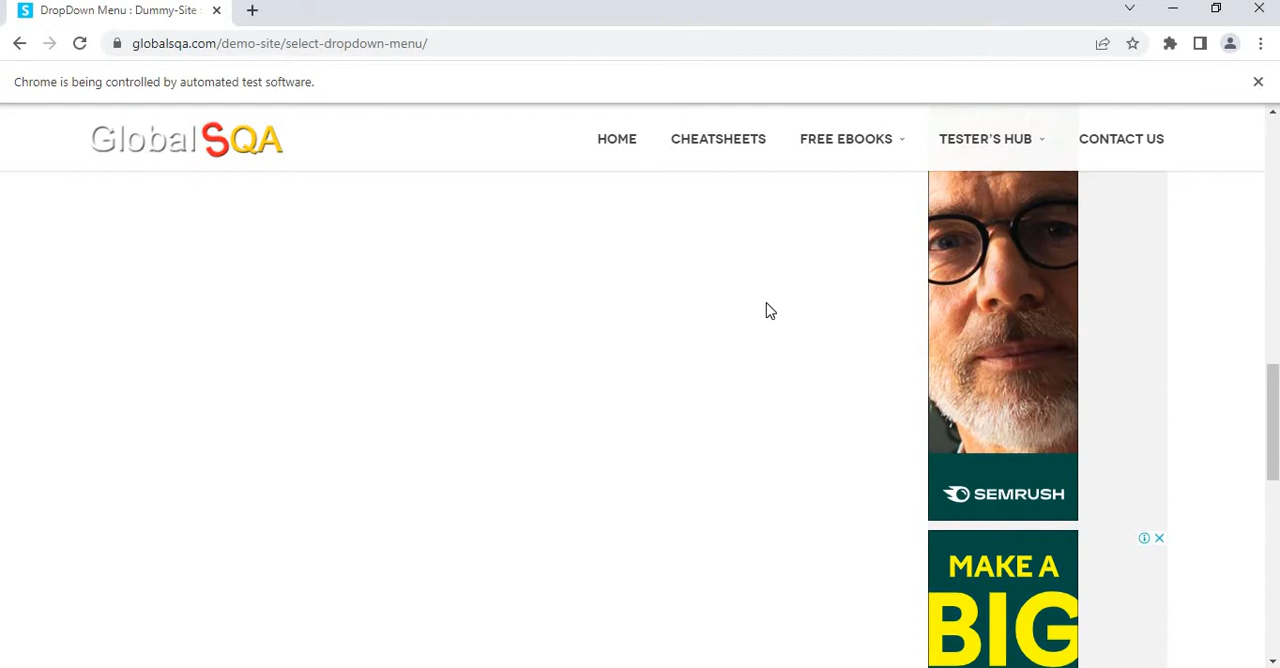 DropDown Menu : Dummy-Site
globalsqa.com/demo-site/select-dropdown-menu/
Chrome is being controlled by automated test software.
GlobalSQA
HOME
CHEATSHEETS
FREE EBOOKS
TESTER'S HUB
CONTACT US
SEMRUSH
MAKE A
BIG